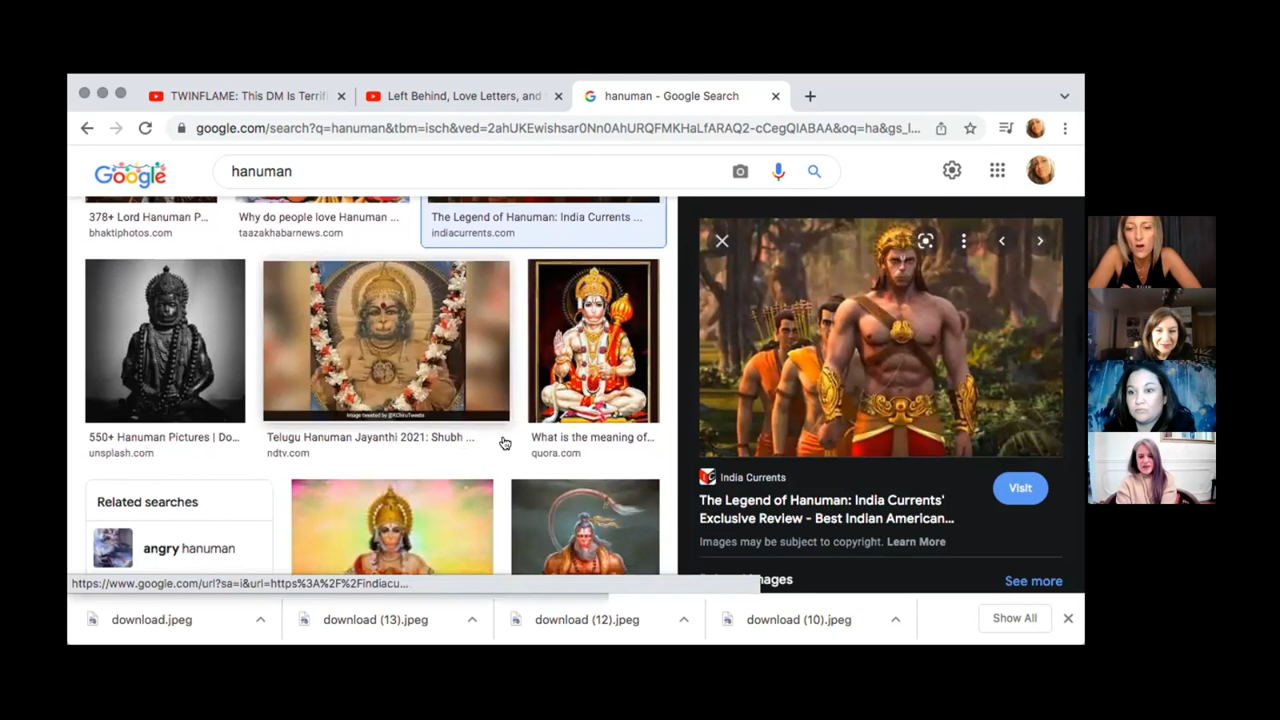 TWINFLAME: This DM Is Terrifi
Left Behind, Love Letters, and
hanuman - Google Search
google.com/search?q=hanuman&tbm=isch&ved=2ahUKEwishsar0Nn0AhURQFMKHaLfARAQ2-cCegQIABAA&oq=ha&gs_l...
Google
hanuman
378+ Lord Hanuman P...
bhaktiphotos.com
Why do people love Hanuman ...
taazakhabarnews.com
The Legend of Hanuman: India Currents ...
indiacurrents.com
550+ Hanuman Pictures | Do...
unsplash.com
Telugu Hanuman Jayanthi 2021: Shubh ...
ndtv.com
What is the meaning of...
quora.com
India Currents
The Legend of Hanuman: India Currents'
Exclusive Review - Best Indian American...
Visit
Images may be subject to copyright. Learn More
See more
Related searches
angry hanuman
https://www.google.com/url?sa=i&url=https%3A%2F%2Findiacu...
download.jpeg
download (13).jpeg
download (12).jpeg
download (10).jpeg
Show All